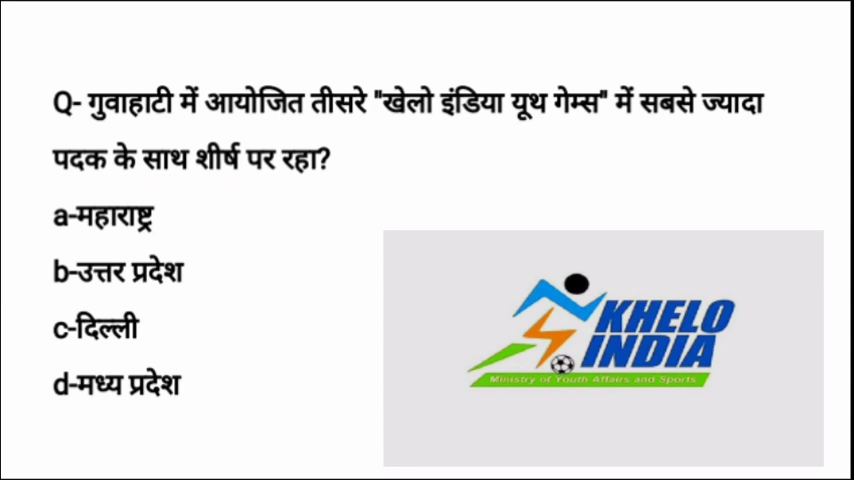 Q- गुवाहाटी में आयोजित तीसरे "खेलो इंडिया यूथ गेम्स" में सबसे ज्यादा
पदक के साथ शीर्ष पर रहा?
a-महाराष्ट्र
b-उत्तर प्रदेश
c-दिल्ली
d-मध्य प्रदेश
KHELO
INDIA
Ministry of Youth Affairs and Sports